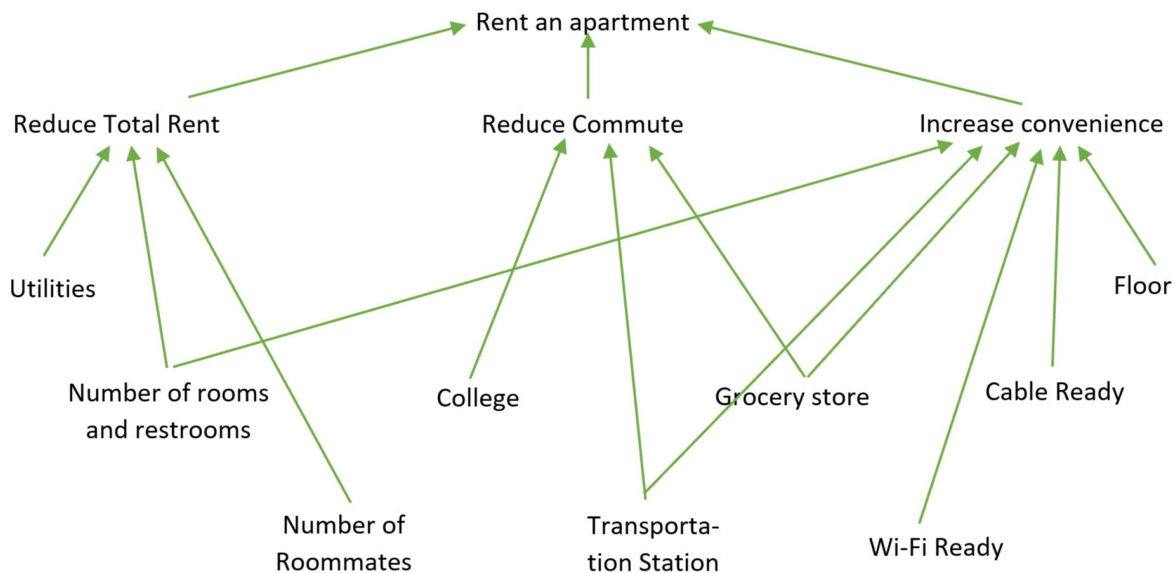 Rent an apartment
Reduce Total Rent
Reduce Commute
Increase convenience
Utilities
Floor
Number of rooms
and restrooms
College
Grocery store
Cable Ready
Number of
Roommates
Transporta-
tion Station
Wi-Fi Ready